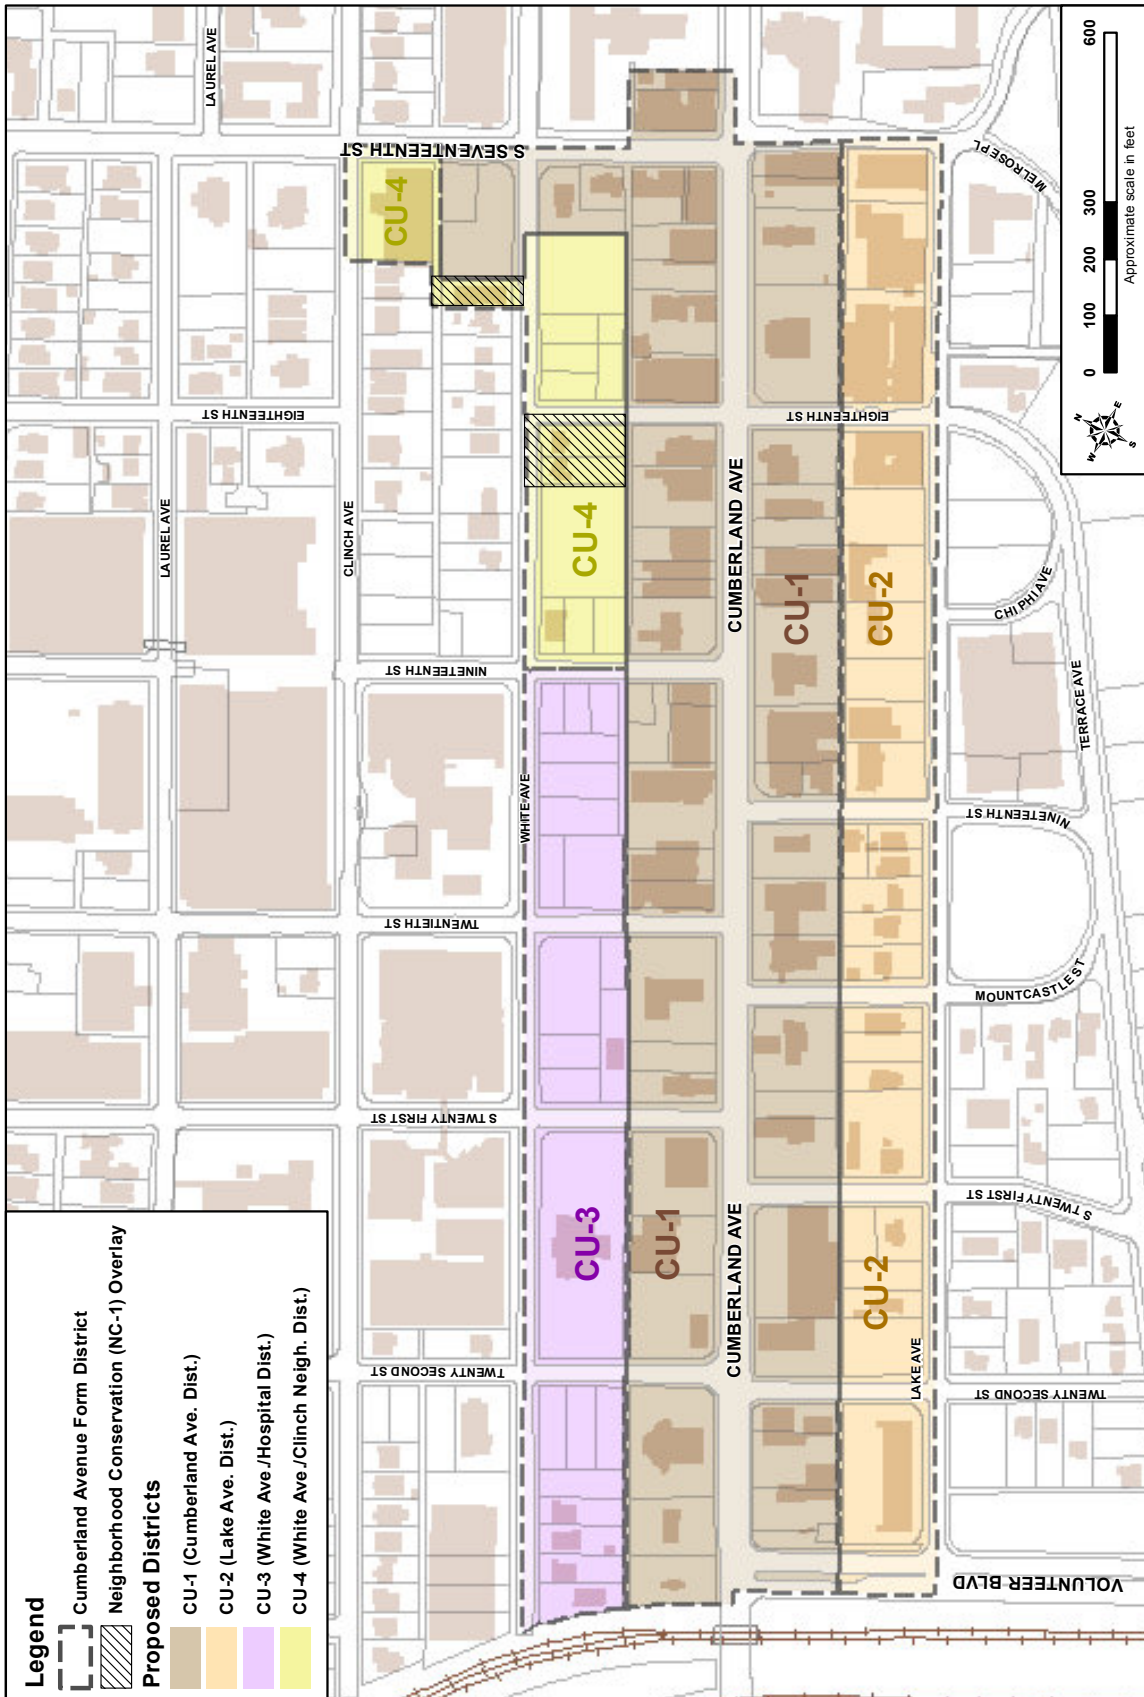 Legend
Cumberland Avenue Form District
Neighborhood Conservation (NC-1) Overlay
Proposed Districts
CU-1 (Cumberland Ave. Dist.)
CU-2 (Lake Ave. Dist.)
CU-3 (White Ave./Hospital Dist.)
CU-4 (White Ave./Clinch Neigh. Dist.)
LAUREL AVE
LAUREL AVE
EIGHTEENTH ST
CLINCH AVE
S SEVENTEENTH ST
CU-4
NINETEENTH ST
TWENTIETH ST
S TWENTY FIRST ST
TWENTY SECOND ST
WHITE AVE
CU-3
CU-4
CU-1
CUMBERLAND AVE
CUMBERLAND AVE
CU-1
EIGHTEENTH ST
CU-2
CU-2
LAKE AVE
VOLUNTEER BLVD
TWENTY SECOND ST
S TWENTY FIRST ST
MOUNTCASTLE ST
NINETEENTH ST
TERRACE AVE
CHI PHI AVE
MELROSE PL
N
E
S
W
0 100 200 300 600
Approximate scale in feet